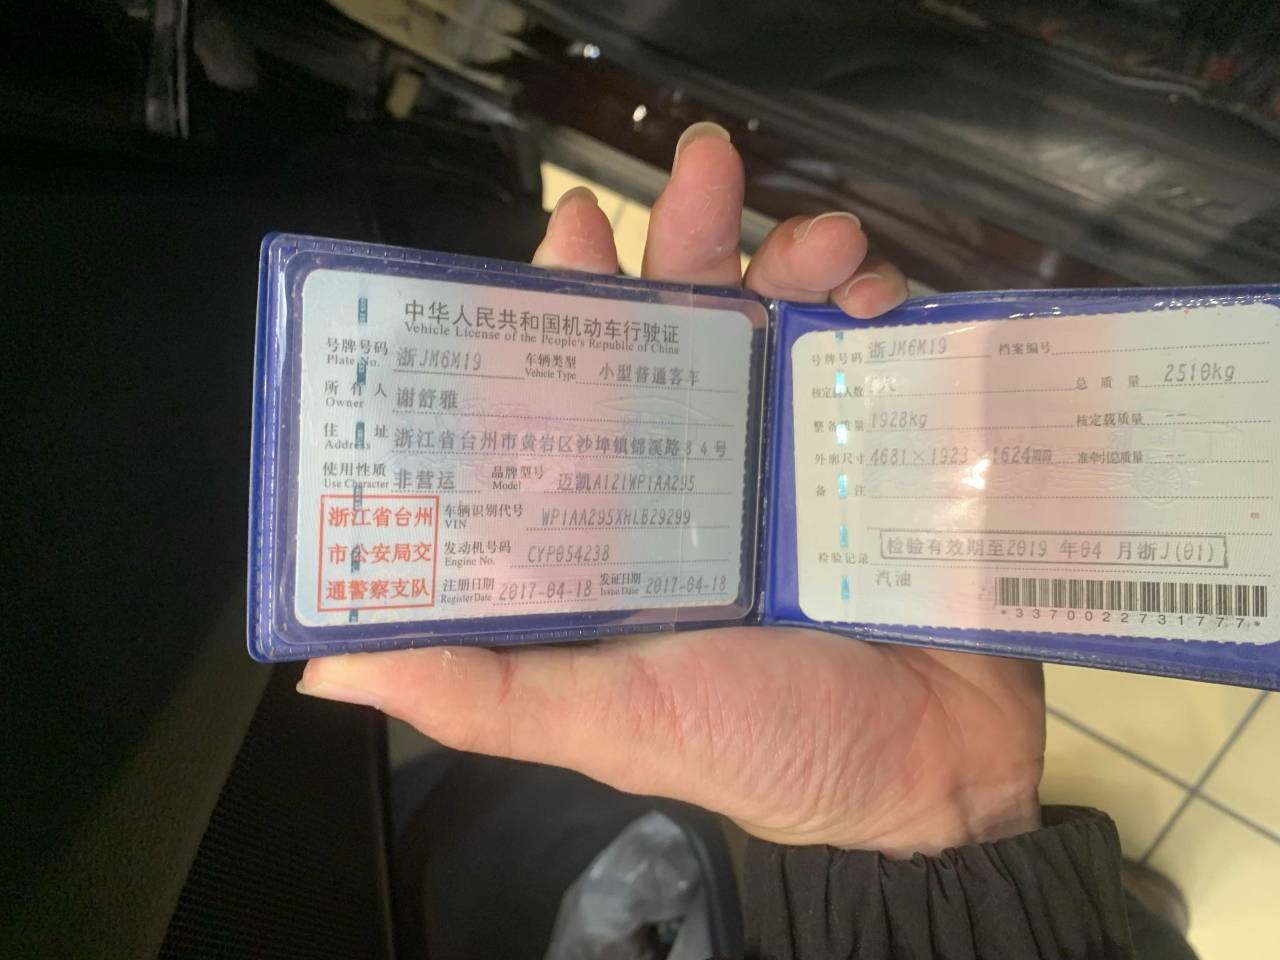 中华人民共和国机动车行驶证
Vehicle License of the People's Republic of China
号牌号码 浙JM6M19 车辆类型 小型普通客车
Plate No. Vehicle Type
所有人 谢舒雅
Owner
住址 浙江省台州市黄岩区沙埠镇锦溪路84号
Address
使用性质 非营运 品牌型号 迈凯A121WP1AA295
Use Character Model
浙江省台州
市公安局交
通警察支队
车辆识别代号 WP1AA295XHLB29299
VIN
发动机号码 CYP054238
Engine No.
注册日期 2017-04-18 发证日期 2017-04-18
Register Date Issue Date
号牌号码 浙JM6M19 档案编号
核定载人数 人 总质量 2510kg
整备质量 1928kg 核定载质量 --
外廓尺寸 4681×1923×1624mm 准牵引总质量 --
备注
检验记录 检验有效期至2019 年04 月浙J(01)
汽油
*3370022731777*